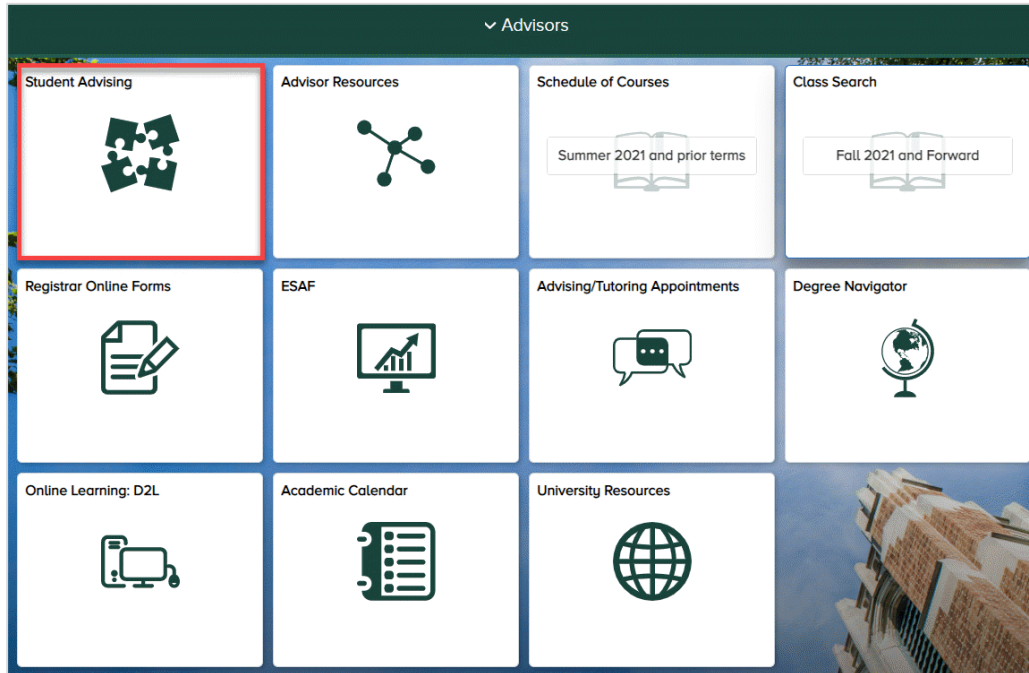 Advisors
Student Advising
Advisor Resources
Schedule of Courses
Class Search
Summer 2021 and prior terms
Fall 2021 and Forward
Registrar Online Forms
ESAF
Advising/Tutoring Appointments
Degree Navigator
Online Learning: D2L
Academic Calendar
University Resources